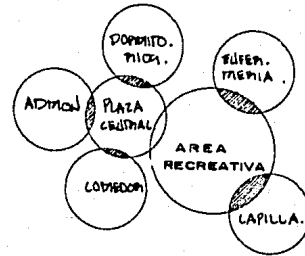 DORMITO.
RIOS.
ENFER.
MERIA.
ADMON
PLAZA
CENTRAL
AREA
RECREATIVA
COMEDOR
CAPILLA.